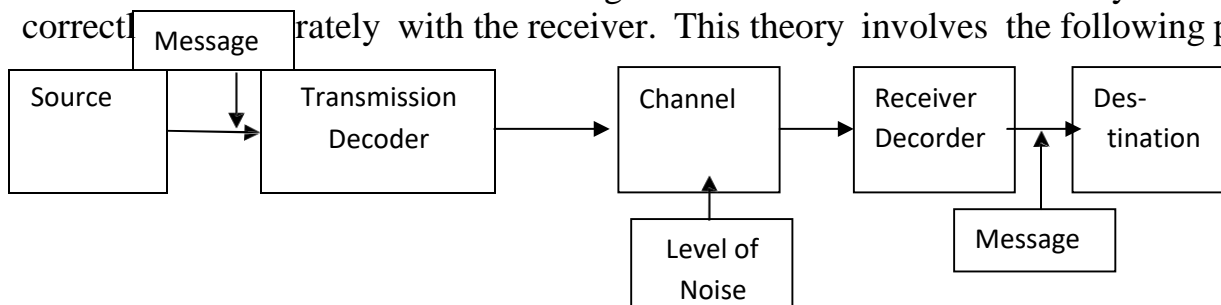 with the receiver. This theory involves the following
Message
Source
Transmission
Decoder
Channel
Receiver
Decorder
Des-
tination
Level of
Noise
Message